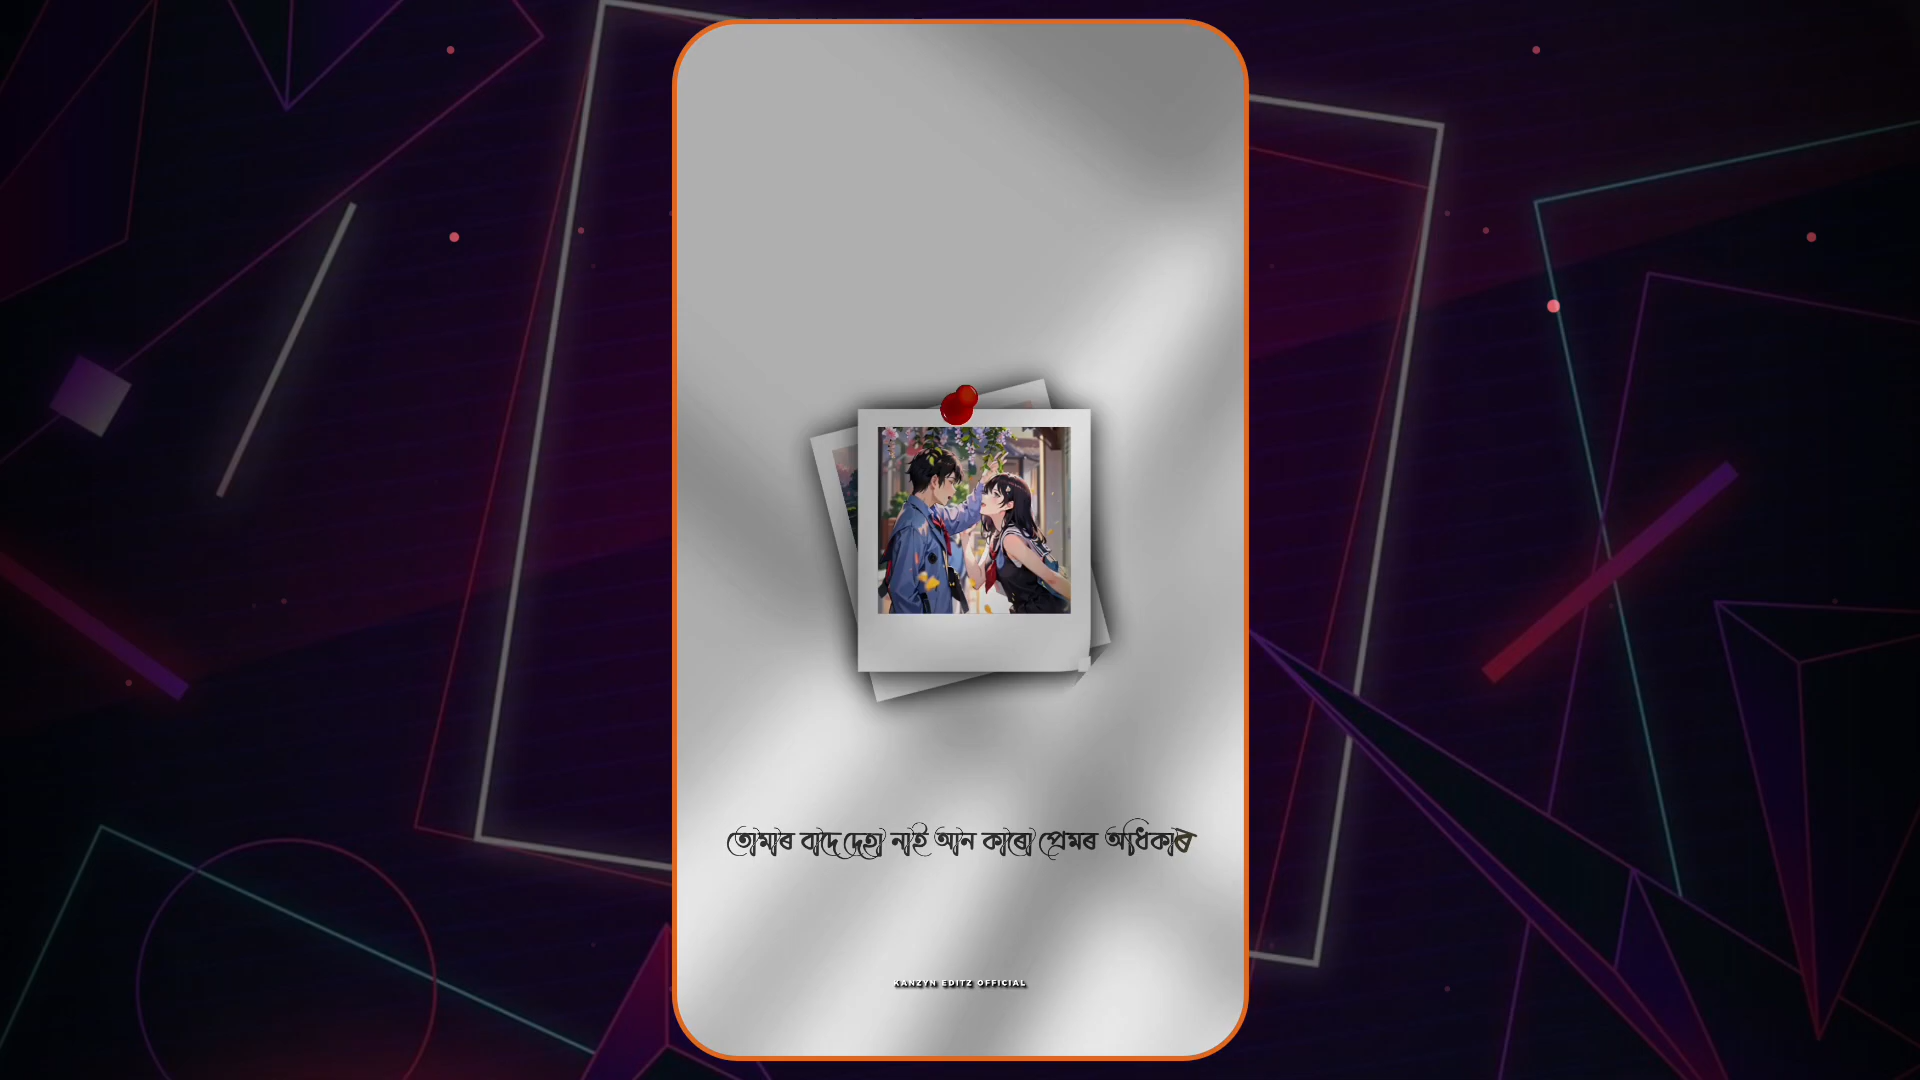 তোমাৰ বাদে দেহা নাই আন কাৰো প্ৰেমৰ অধিকাৰ
KANZYN EDITZ OFFICIAL